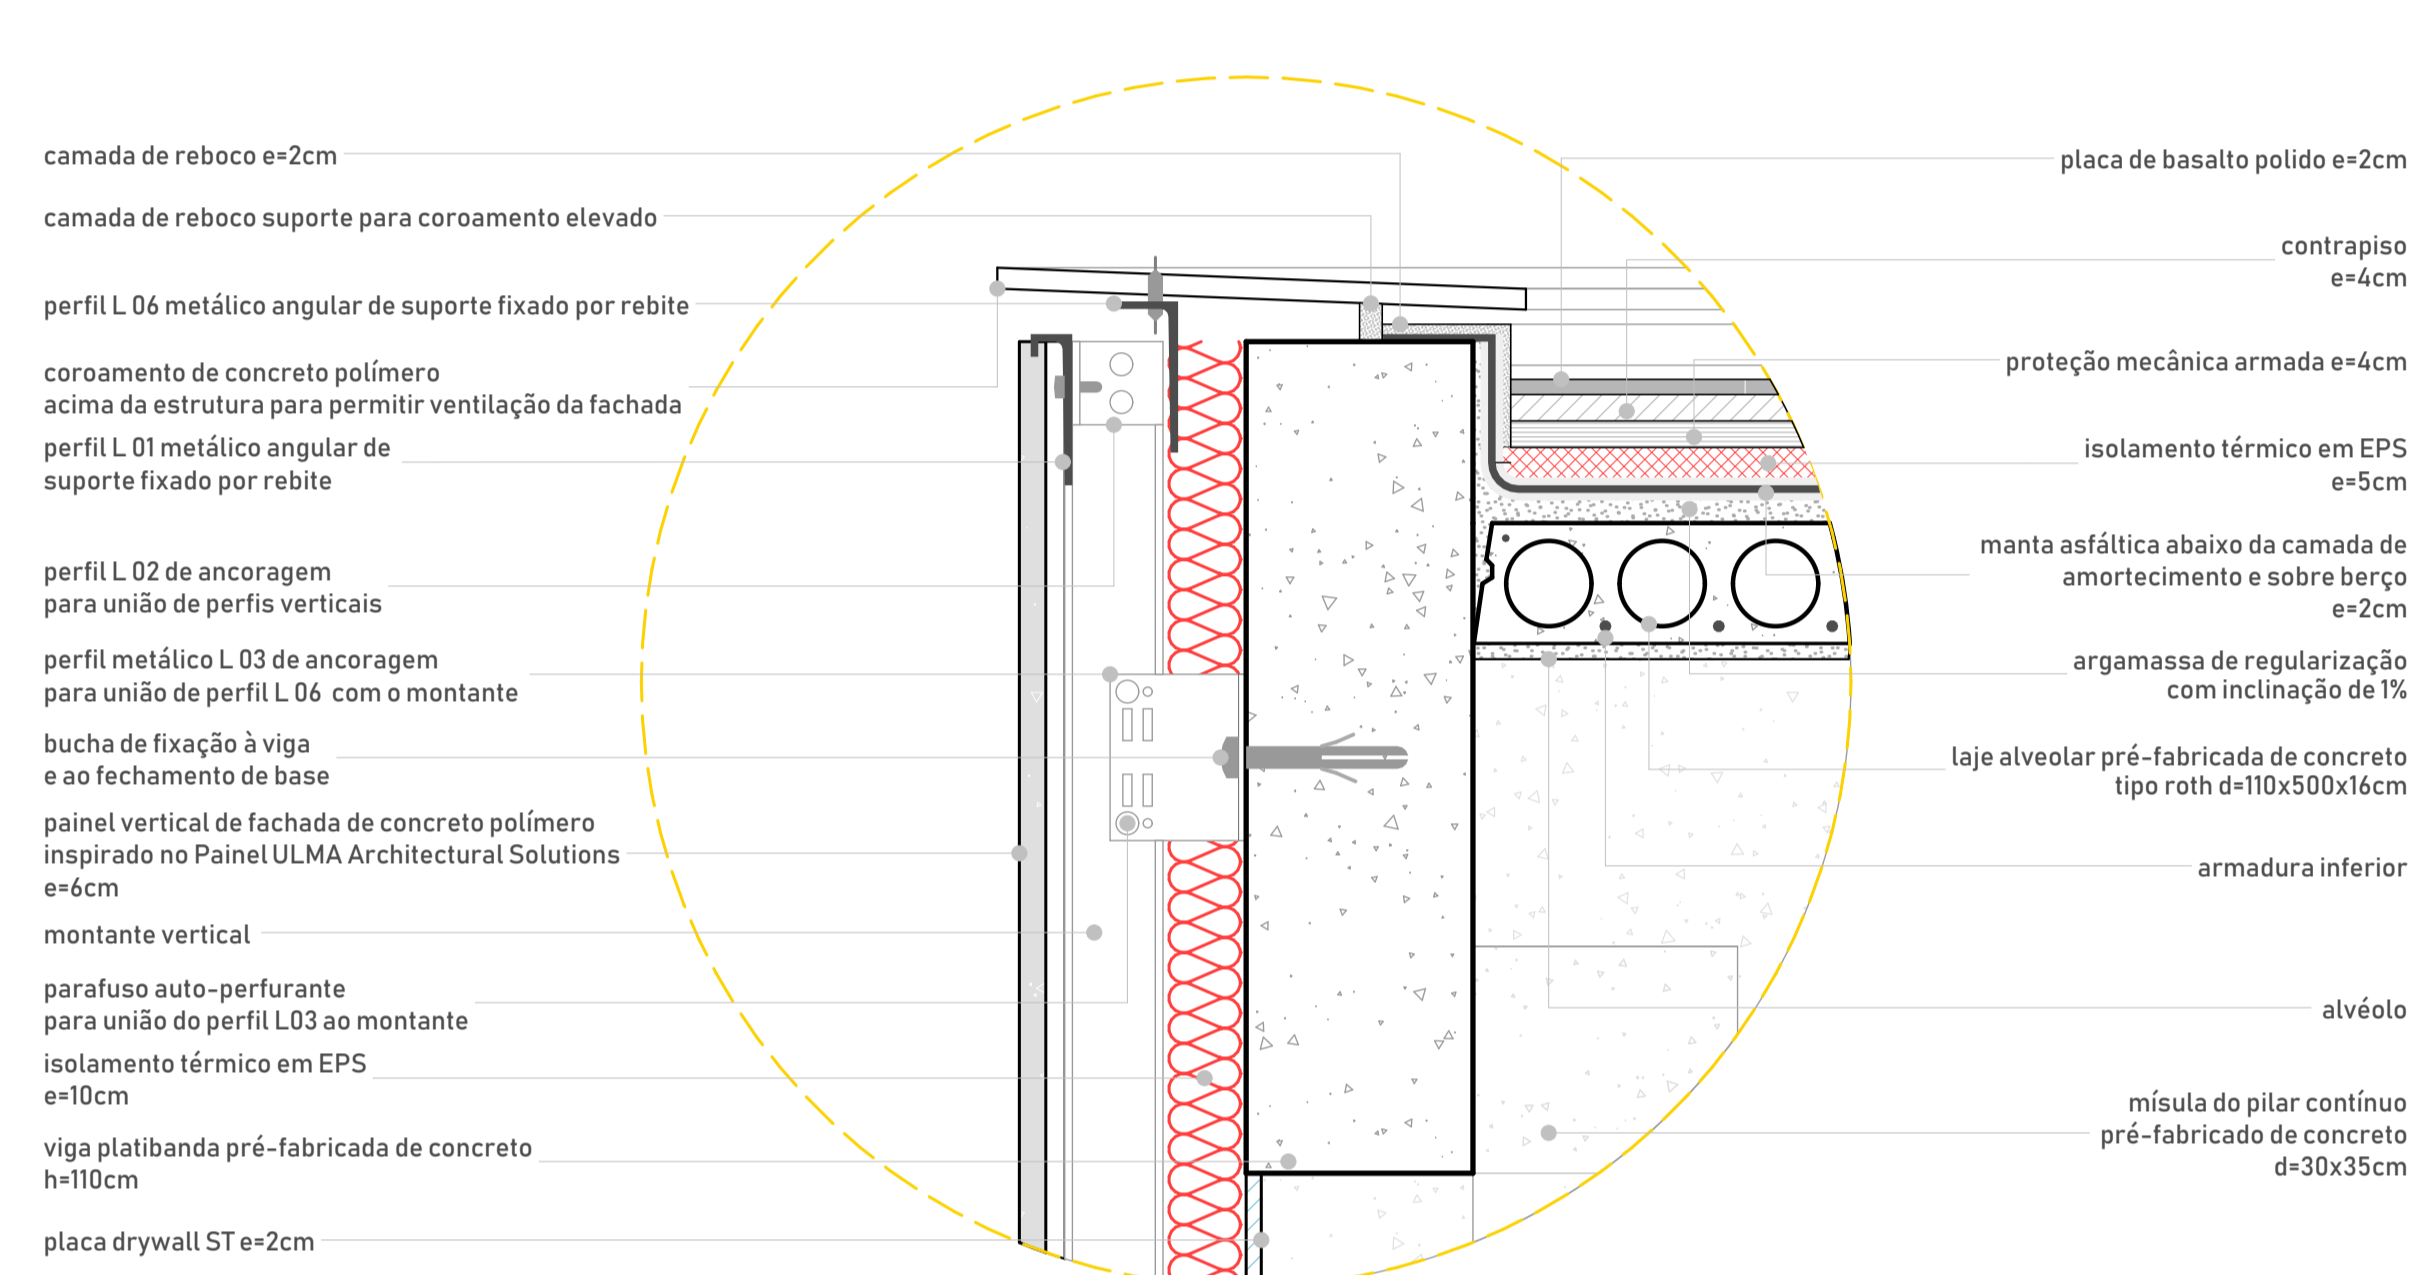 camada de reboco e=2cm
camada de reboco suporte para coroamento elevado
perfil L 06 metálico angular de suporte fixado por rebite
coroamento de concreto polímero
acima da estrutura para permitir ventilação da fachada
perfil L 01 metálico angular de
suporte fixado por rebite
perfil L 02 de ancoragem
para união de perfis verticais
perfil metálico L 03 de ancoragem
para união de perfil L 06 com o montante
bucha de fixação à viga
e ao fechamento de base
painel vertical de fachada de concreto polímero
inspirado no Painel ULMA Architectural Solutions
e=6cm
montante vertical
parafuso auto-perfurante
para união do perfil L03 ao montante
isolamento térmico em EPS
e=10cm
viga platibanda pré-fabricada de concreto
h=110cm
placa drywall ST e=2cm
placa de basalto polido e=2cm
contrapiso
e=4cm
proteção mecânica armada e=4cm
isolamento térmico em EPS
e=5cm
manta asfáltica abaixo da camada de
amortecimento e sobre berço
e=2cm
argamassa de regularização
com inclinação de 1%
laje alveolar pré-fabricada de concreto
tipo roth d=110x500x16cm
armadura inferior
alvéolo
mísula do pilar contínuo
pré-fabricado de concreto
d=30x35cm